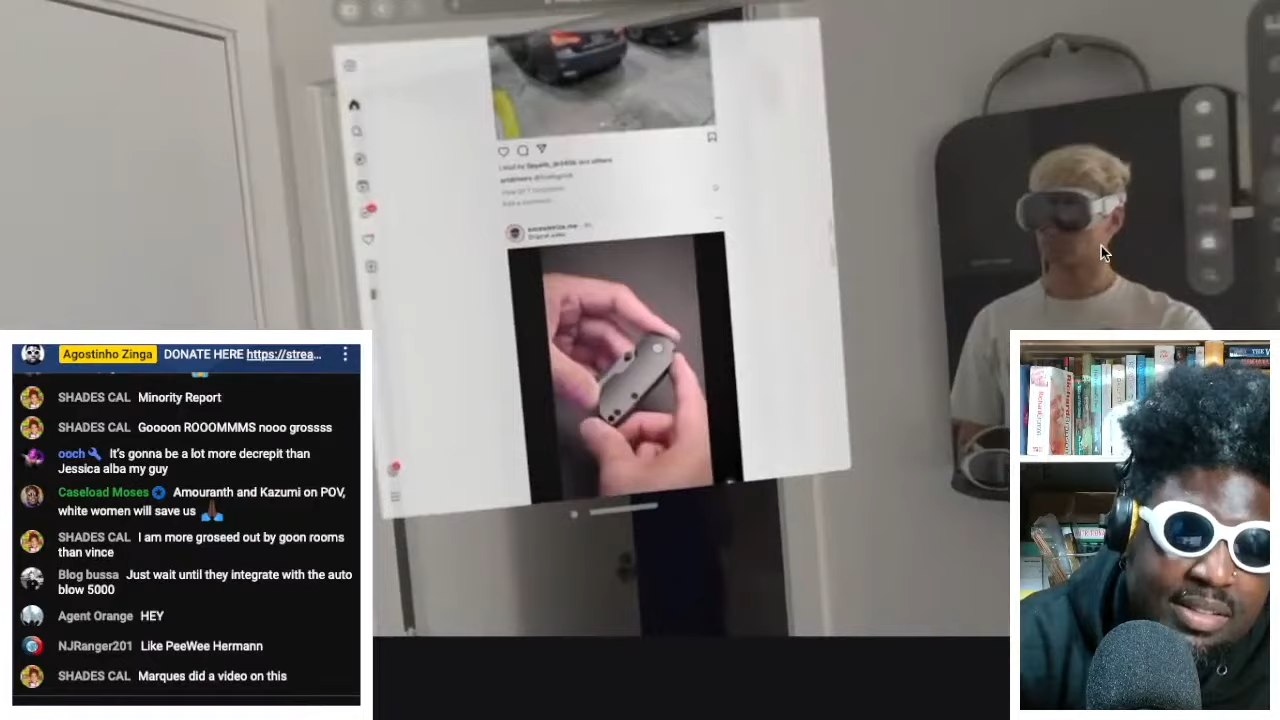 Agostinho Zinga DONATE HERE https://strea...
SHADES CAL Minority Report
SHADES CAL Goooon ROOOMMMS nooo grossss
ooch It's gonna be a lot more decrepit than
Jessica alba my guy
Caseload Moses Amouranth and Kazumi on POV,
white women will save us
SHADES CAL I am more groseed out by goon rooms
than vince
Blog bussa Just wait until they integrate with the auto
blow 5000
Agent Orange HEY
NJRanger201 Like PeeWee Hermann
SHADES CAL Marques did a video on this